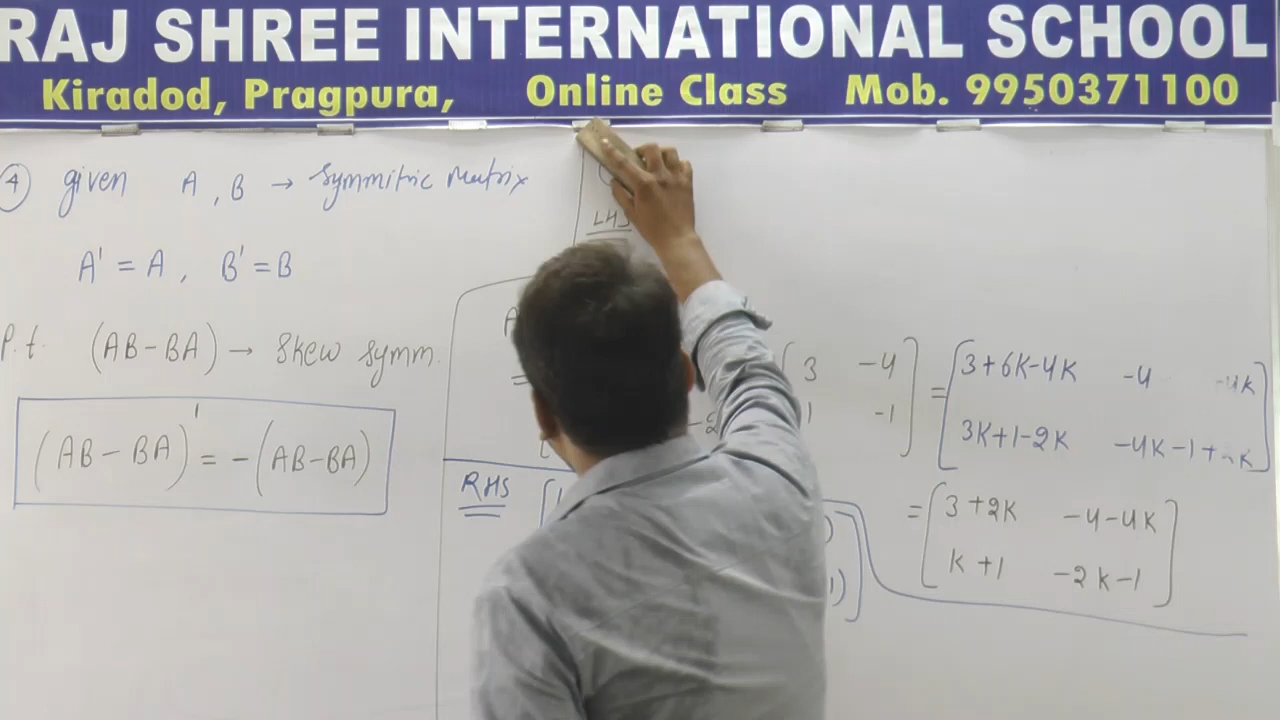 RAJ SHREE INTERNATIONAL SCHOOL
Kiradod, Pragpura, Online Class Mob. 9950371100
④ given A , B → Symmitric Matrix
A' = A , B' = B
P.t. (AB-BA) → Skew symm.
(AB - BA)' = -(AB-BA)
LHS
A
3 -4
1 -1
= [3+6K-4K -4 -4K
3K+1-2K -4K-1+2K]
RHS
= [3+2K -4-4K
K+1 -2K-1]
1)